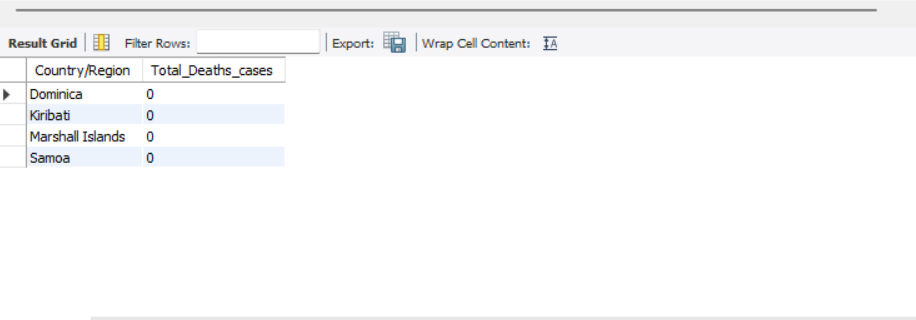 Result Grid Filter Rows: Export: Wrap Cell Content:
Country/Region Total_Deaths_cases
Dominica 0
Kiribati 0
Marshall Islands 0
Samoa 0